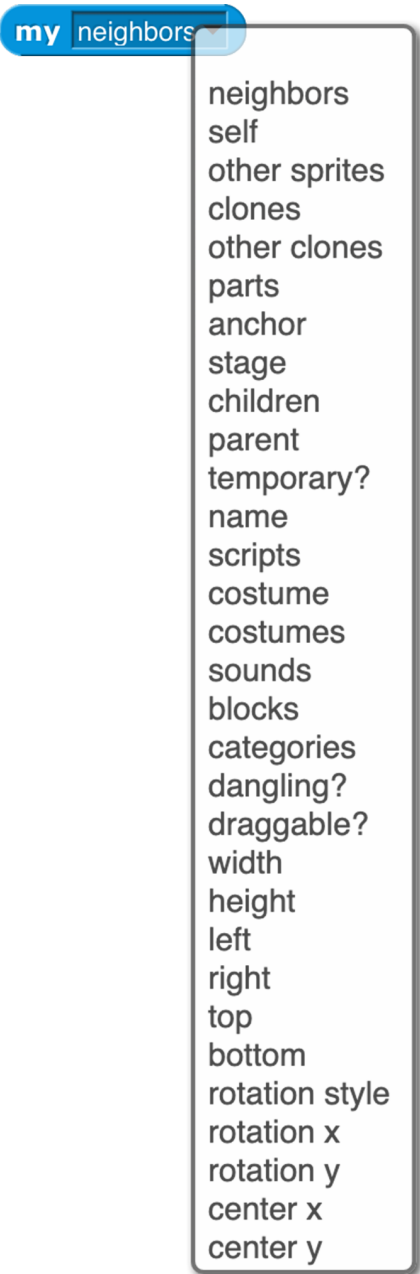 my neighbors
neighbors
self
other sprites
clones
other clones
parts
anchor
stage
children
parent
temporary?
name
scripts
costume
costumes
sounds
blocks
categories
dangling?
draggable?
width
height
left
right
top
bottom
rotation style
rotation x
rotation y
center x
center y